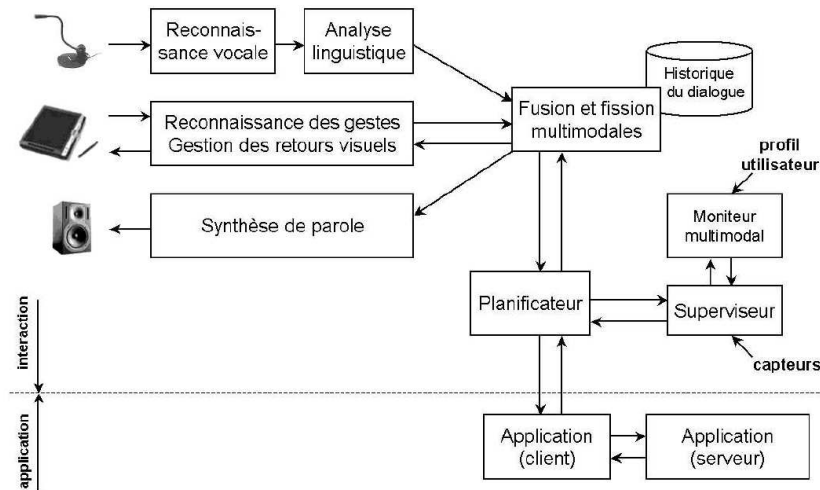 Reconnais-
sance vocale
Analyse
linguistique
Historique
du dialogue
Fusion et fission
multimodales
Reconnaissance des gestes
Gestion des retours visuels
profil
utilisateur
Synthèse de parole
Moniteur
multimodal
Planificateur
Superviseur
interaction
capteurs
application
Application
(client)
Application
(serveur)